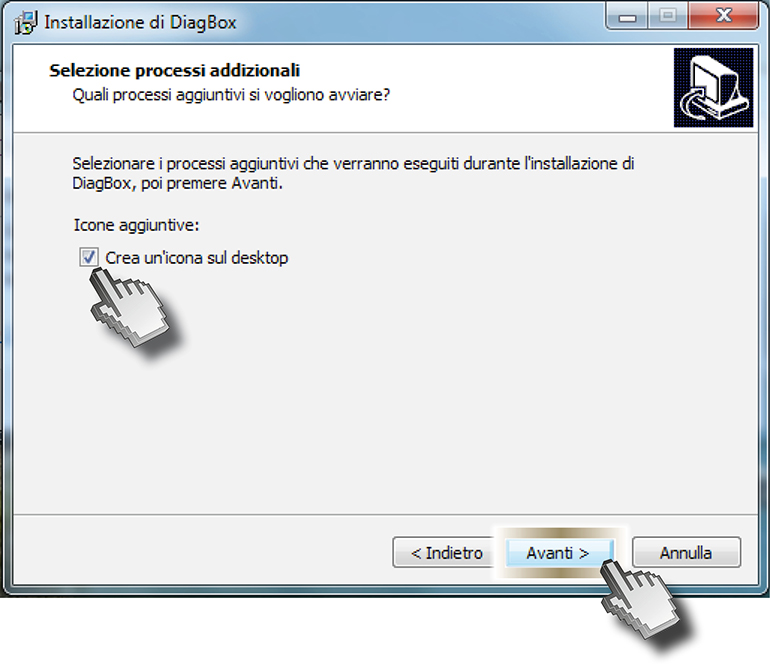 Installazione di DiagBox
Selezione processi addizionali
Quali processi aggiuntivi si vogliono avviare?
Selezionare i processi aggiuntivi che verranno eseguiti durante l'installazione di
DiagBox, poi premere Avanti.
Icone aggiuntive:
Crea un'icona sul desktop
< Indietro
Avanti >
Annulla